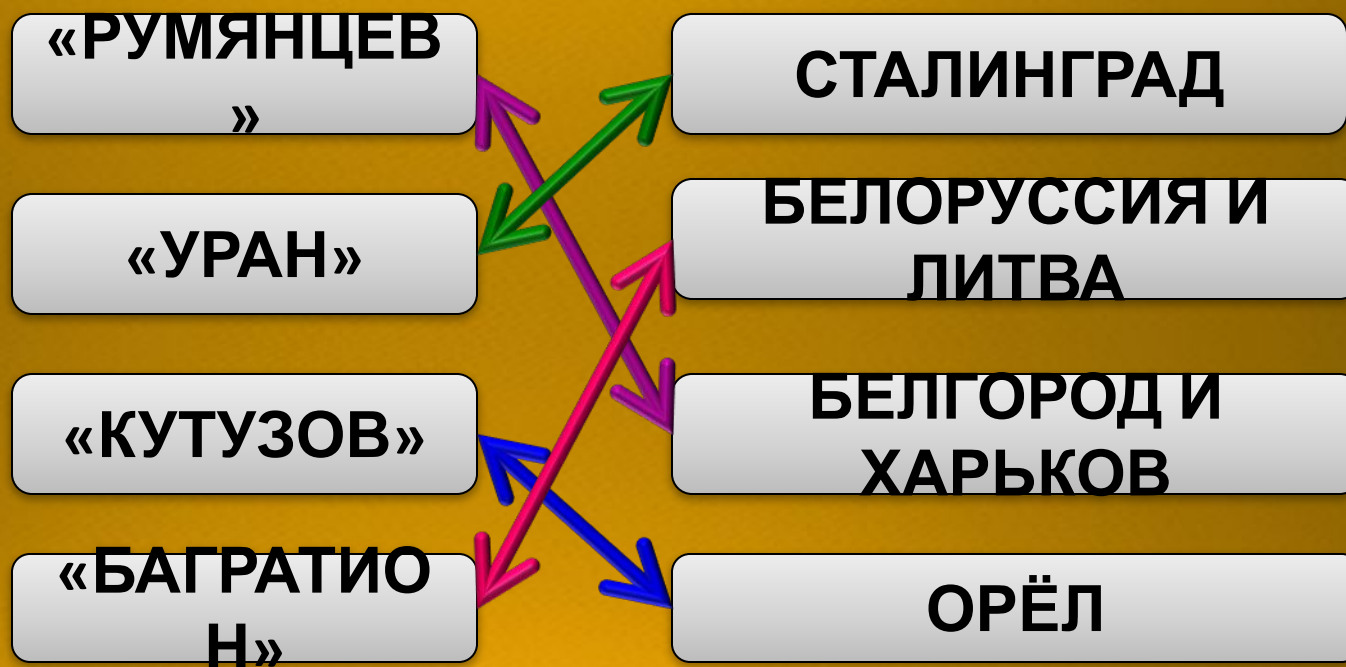 «РУМЯНЦЕВ
»
СТАЛИНГРАД
«УРАН»
БЕЛОРУССИЯ И
ЛИТВА
«КУТУЗОВ»
БЕЛГОРОД И
ХАРЬКОВ
«БАГРАТИО
Н»
ОРЁЛ